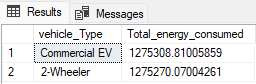 Results Messages
vehicle_Type Total_energy_consumed
1 Commercial EV 1275308.81005859
2 2-Wheeler 1275270.07004261